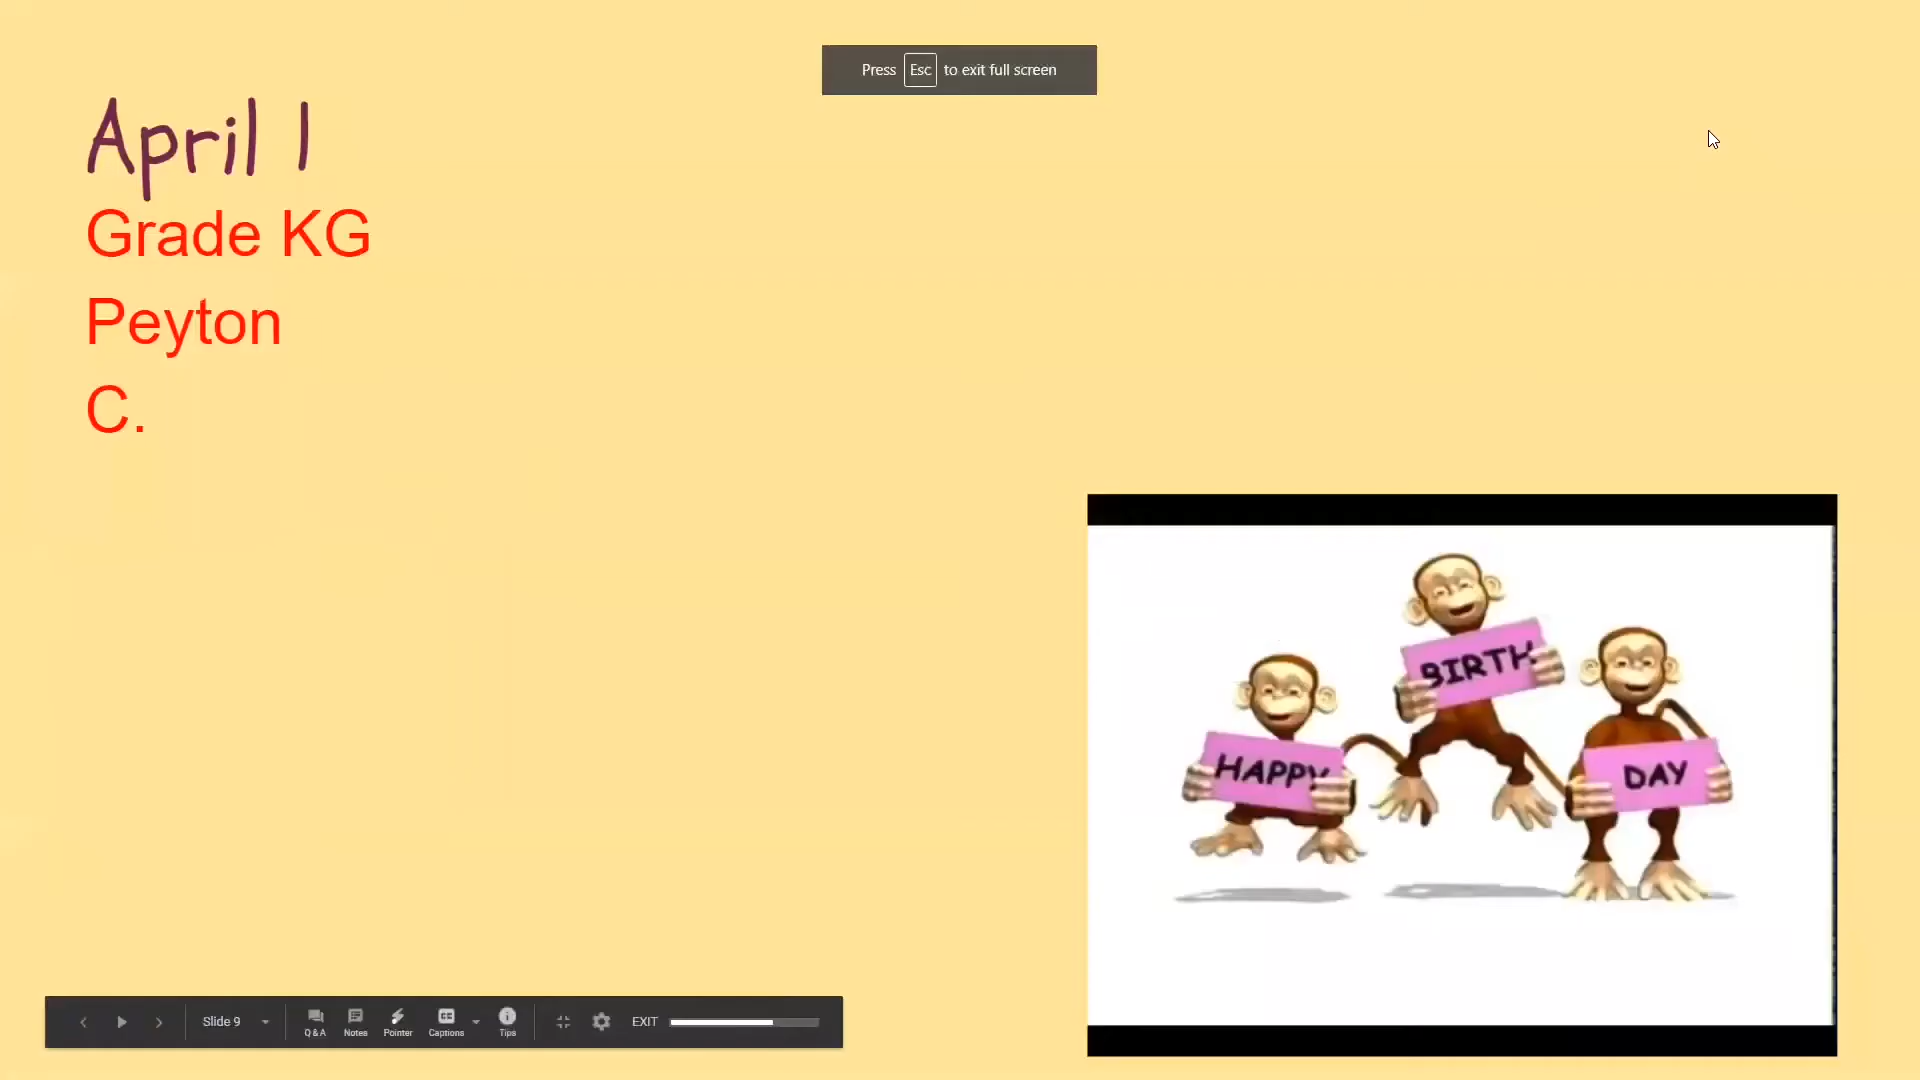 Press Esc to exit full screen
April 1
Grade KG
Peyton
C.
BIRTH
HAPPY
DAY
Slide 9
Q & A
Notes
Pointer
CC
Captions
Tips
EXIT